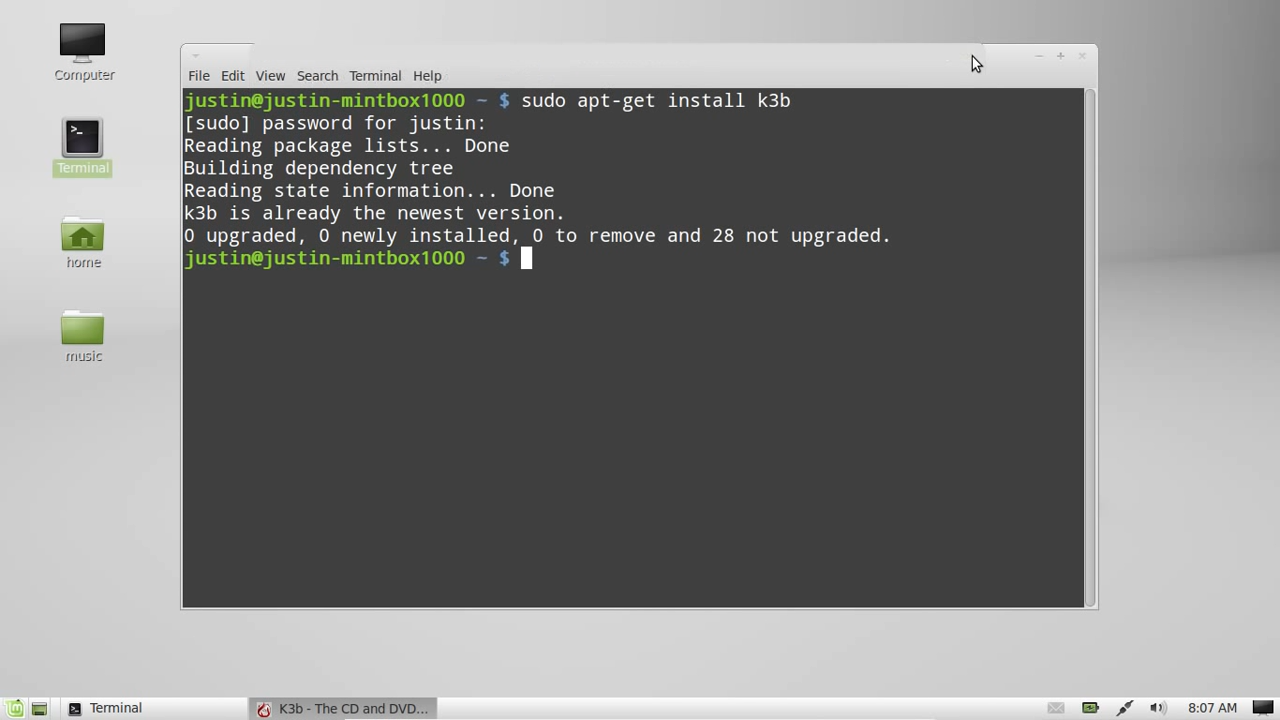 Computer
Terminal
home
music
File Edit View Search Terminal Help
justin@justin-mintbox1000 ~ $ sudo apt-get install k3b
[sudo] password for justin:
Reading package lists... Done
Building dependency tree
Reading state information... Done
k3b is already the newest version.
0 upgraded, 0 newly installed, 0 to remove and 28 not upgraded.
justin@justin-mintbox1000 ~ $
Terminal
K3b - The CD and DVD...
8:07 AM